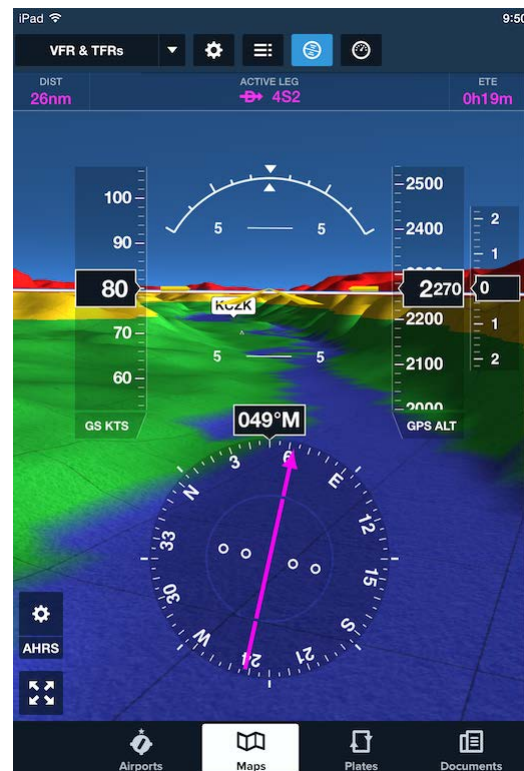 iPad 9:50
VFR & TFRs
DIST ACTIVE LEG ETE
26nm D 4S2 0h19m
100 2500
5 5 2400 2
90 1
80 2270 0
KCZK
70 2200 1
5 5 2100 2
60
2000
GS KTS 049°M GPS ALT
N 3 6 E 12 15 S 21 24 W 30 33
AHRS
Airports Maps Plates Documents